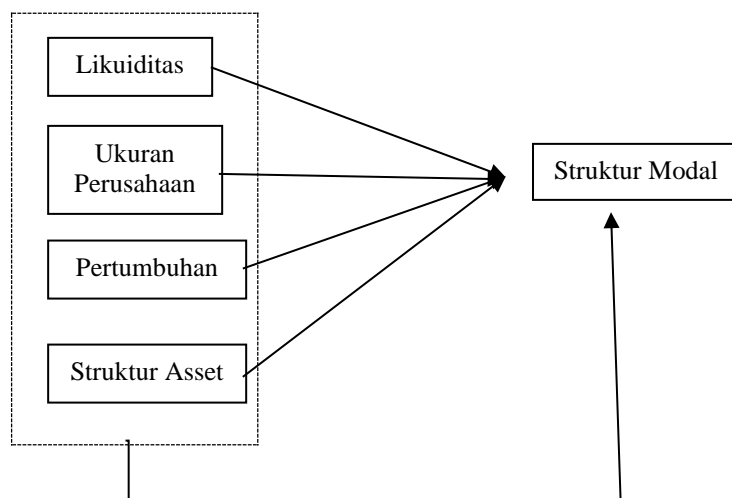 Likuiditas
Ukuran
Perusahaan
Struktur Modal
Pertumbuhan
Struktur Asset